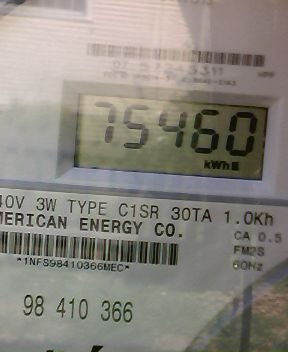 75460
kWh
40V 3W TYPE C1SR 30TA 1.0Kh
MERICAN ENERGY CO.
CA 0.5
FM2S
60Hz
*1NFS98410366MEC*
98 410 366